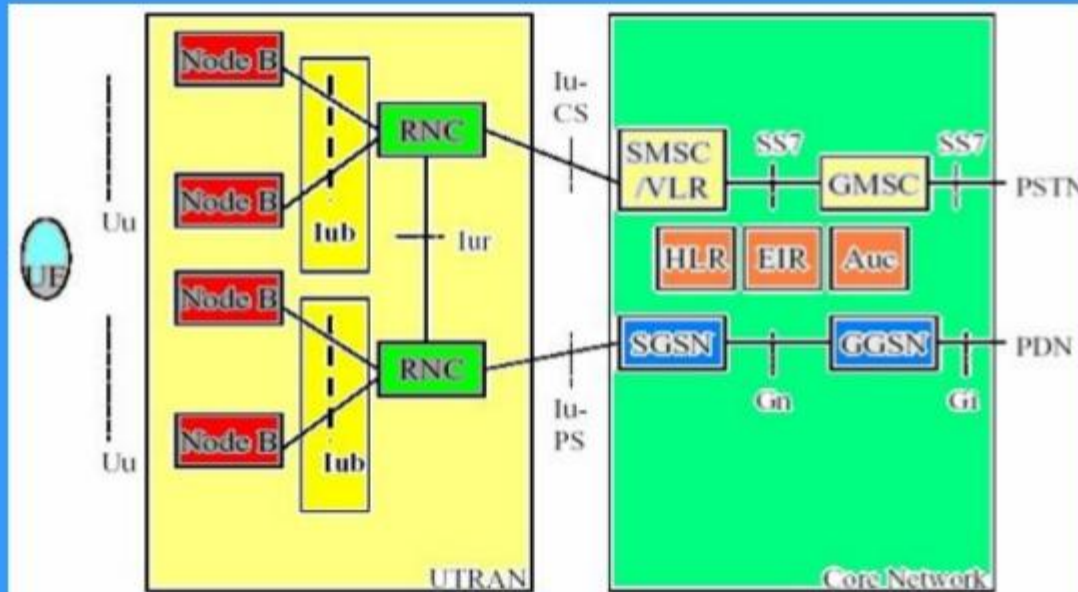 UE
Uu
Uu
Node B
Node B
Node B
Node B
Iub
Iub
RNC
RNC
Iur
UTRAN
Iu-
CS
Iu-
PS
SMSC
/VLR
SS7
GMSC
SS7
PSTN
HLR
EIR
Auc
SGSN
Gn
GGSN
Gi
PDN
Core Network